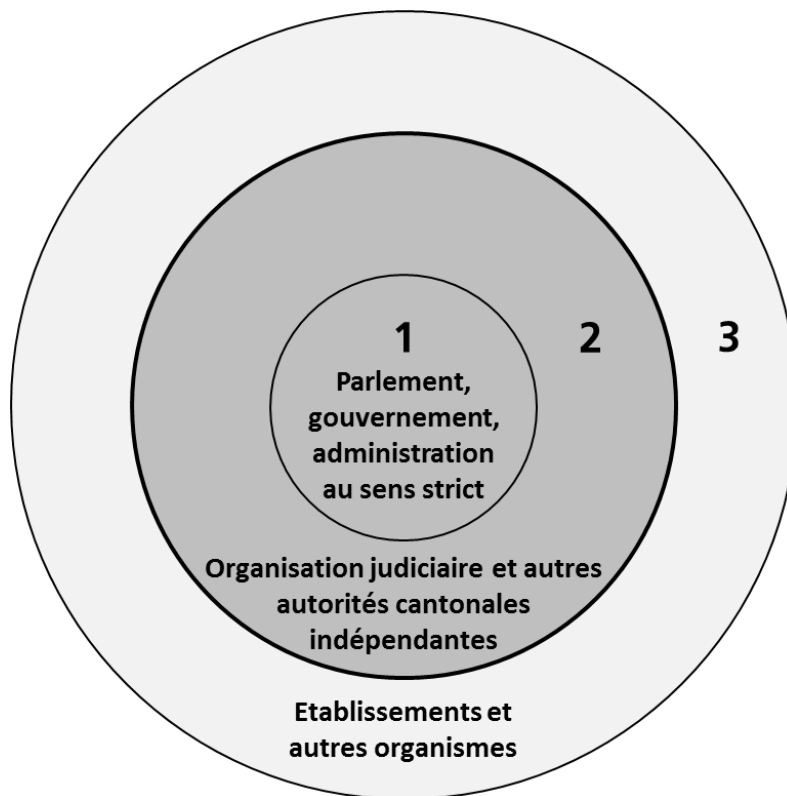 1
2
3
Parlement,
gouvernement,
administration
au sens strict
Organisation judiciaire et autres
autorités cantonales
indépendantes
Etablissements et
autres organismes